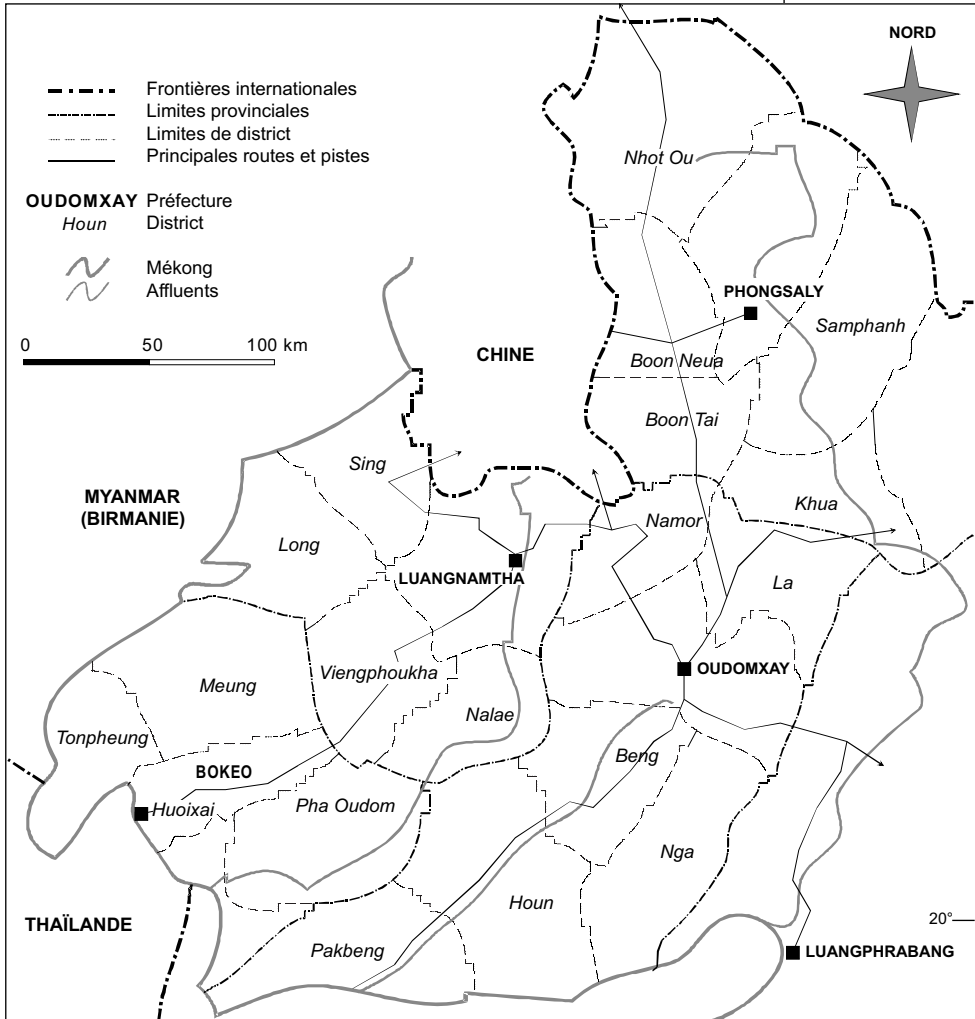 NORD
Frontières internationales
Limites provinciales
Limites de district
Principales routes et pistes
OUDOMXAY Préfecture
Houn District
Mékong
Affluents
0 50 100 km
Nhot Ou
PHONGSALY
Samphanh
CHINE
Boon Neua
Boon Tai
Sing
MYANMAR
(BIRMANIE)
Khua
Namor
Long
LUANGNAMTHA
La
OUDOMXAY
Viengphoukha
Meung
Nalae
Tonpheung
Beng
BOKEO
Huoixai
Pha Oudom
Nga
Houn
THAÏLANDE
20°
Pakbeng
LUANGPHRABANG